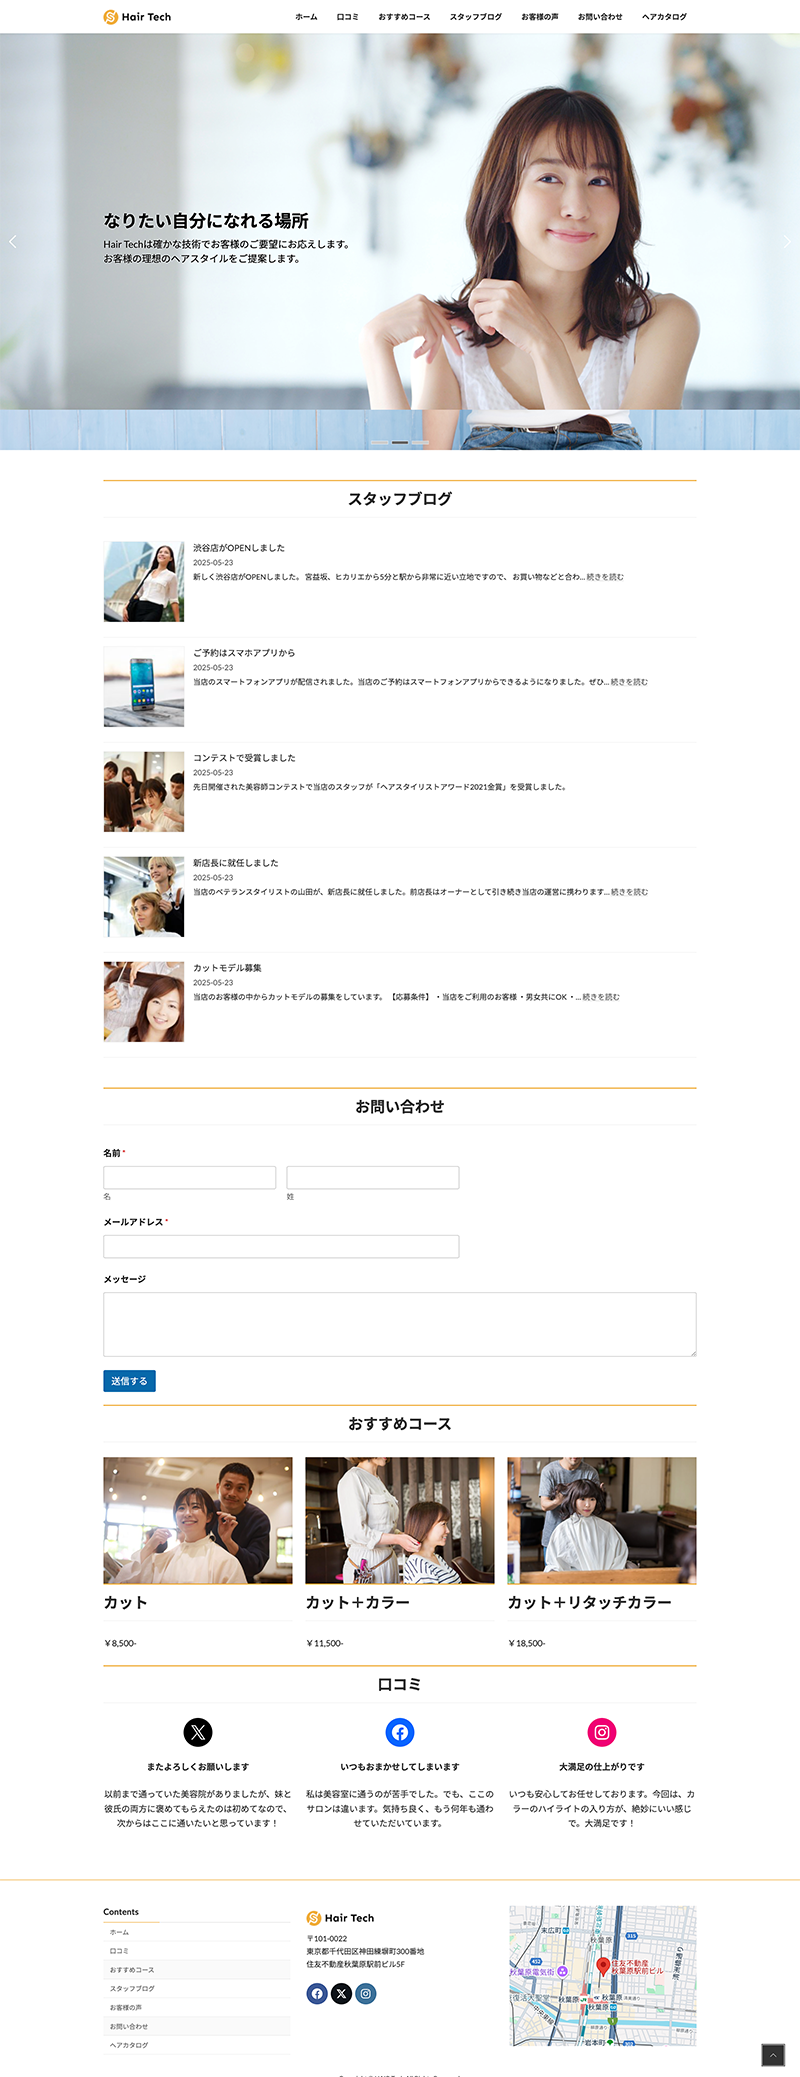 Hair Tech
ホーム 口コミ おすすめコース スタッフブログ お客様の声 お問い合わせ ヘアカタログ
なりたい自分になれる場所
Hair Techは確かな技術でお客様のご要望にお応えします。
お客様の理想のヘアスタイルをご提案します。
スタッフブログ
渋谷店がOPENしました
2025-05-23
新しく渋谷店がOPENしました。 宮益坂、ヒカリエから5分と駅から非常に近い立地ですので、 お買い物などと合わ... 続きを読む
ご予約はスマホアプリから
2025-05-23
当店のスマートフォンアプリが配信されました。当店のご予約はスマートフォンアプリからできるようになりました。ぜひ... 続きを読む
コンテストで受賞しました
2025-05-23
先日開催された美容師コンテストで当店のスタッフが「ヘアスタイリストアワード2021金賞」を受賞しました。
新店長に就任しました
2025-05-23
当店のベテランスタイリストの山田が、新店長に就任しました。前店長はオーナーとして引き続き当店の運営に携わります... 続きを読む
カットモデル募集
2025-05-23
当店のお客様の中からカットモデルの募集をしています。 【応募条件】 ・当店をご利用のお客様 ・男女共にOK ・... 続きを読む
お問い合わせ
名前 *
名 姓
メールアドレス *
メッセージ
送信する
おすすめコース
カット
￥8,500-
カット＋カラー
￥11,500-
カット＋リタッチカラー
￥18,500-
口コミ
またよろしくお願いします
以前まで通っていた美容院がありましたが、妹と
彼氏の両方に褒めてもらえたのは初めてなので、
次からはここに通いたいと思っています！
いつもおまかせしてしまいます
私は美容室に通うのが苦手でした。でも、ここの
サロンは違います。気持ち良く、もう何年も通わ
せていただいています。
大満足の仕上がりです
いつも安心してお任せしております。今回は、カ
ラーのハイライトの入り方が、絶妙にいい感じ
で。大満足です！
Contents
ホーム
口コミ
おすすめコース
スタッフブログ
お客様の声
お問い合わせ
ヘアカタログ
Hair Tech
〒101-0022
東京都千代田区神田練塀町300番地
住友不動産秋葉原駅前ビル5F
末広町
秋葉原
315
452
住友不動産
秋葉原電気街
秋葉原駅前ビル
秋葉原
秋葉原
中央東線
岩本町
清洲橋通り